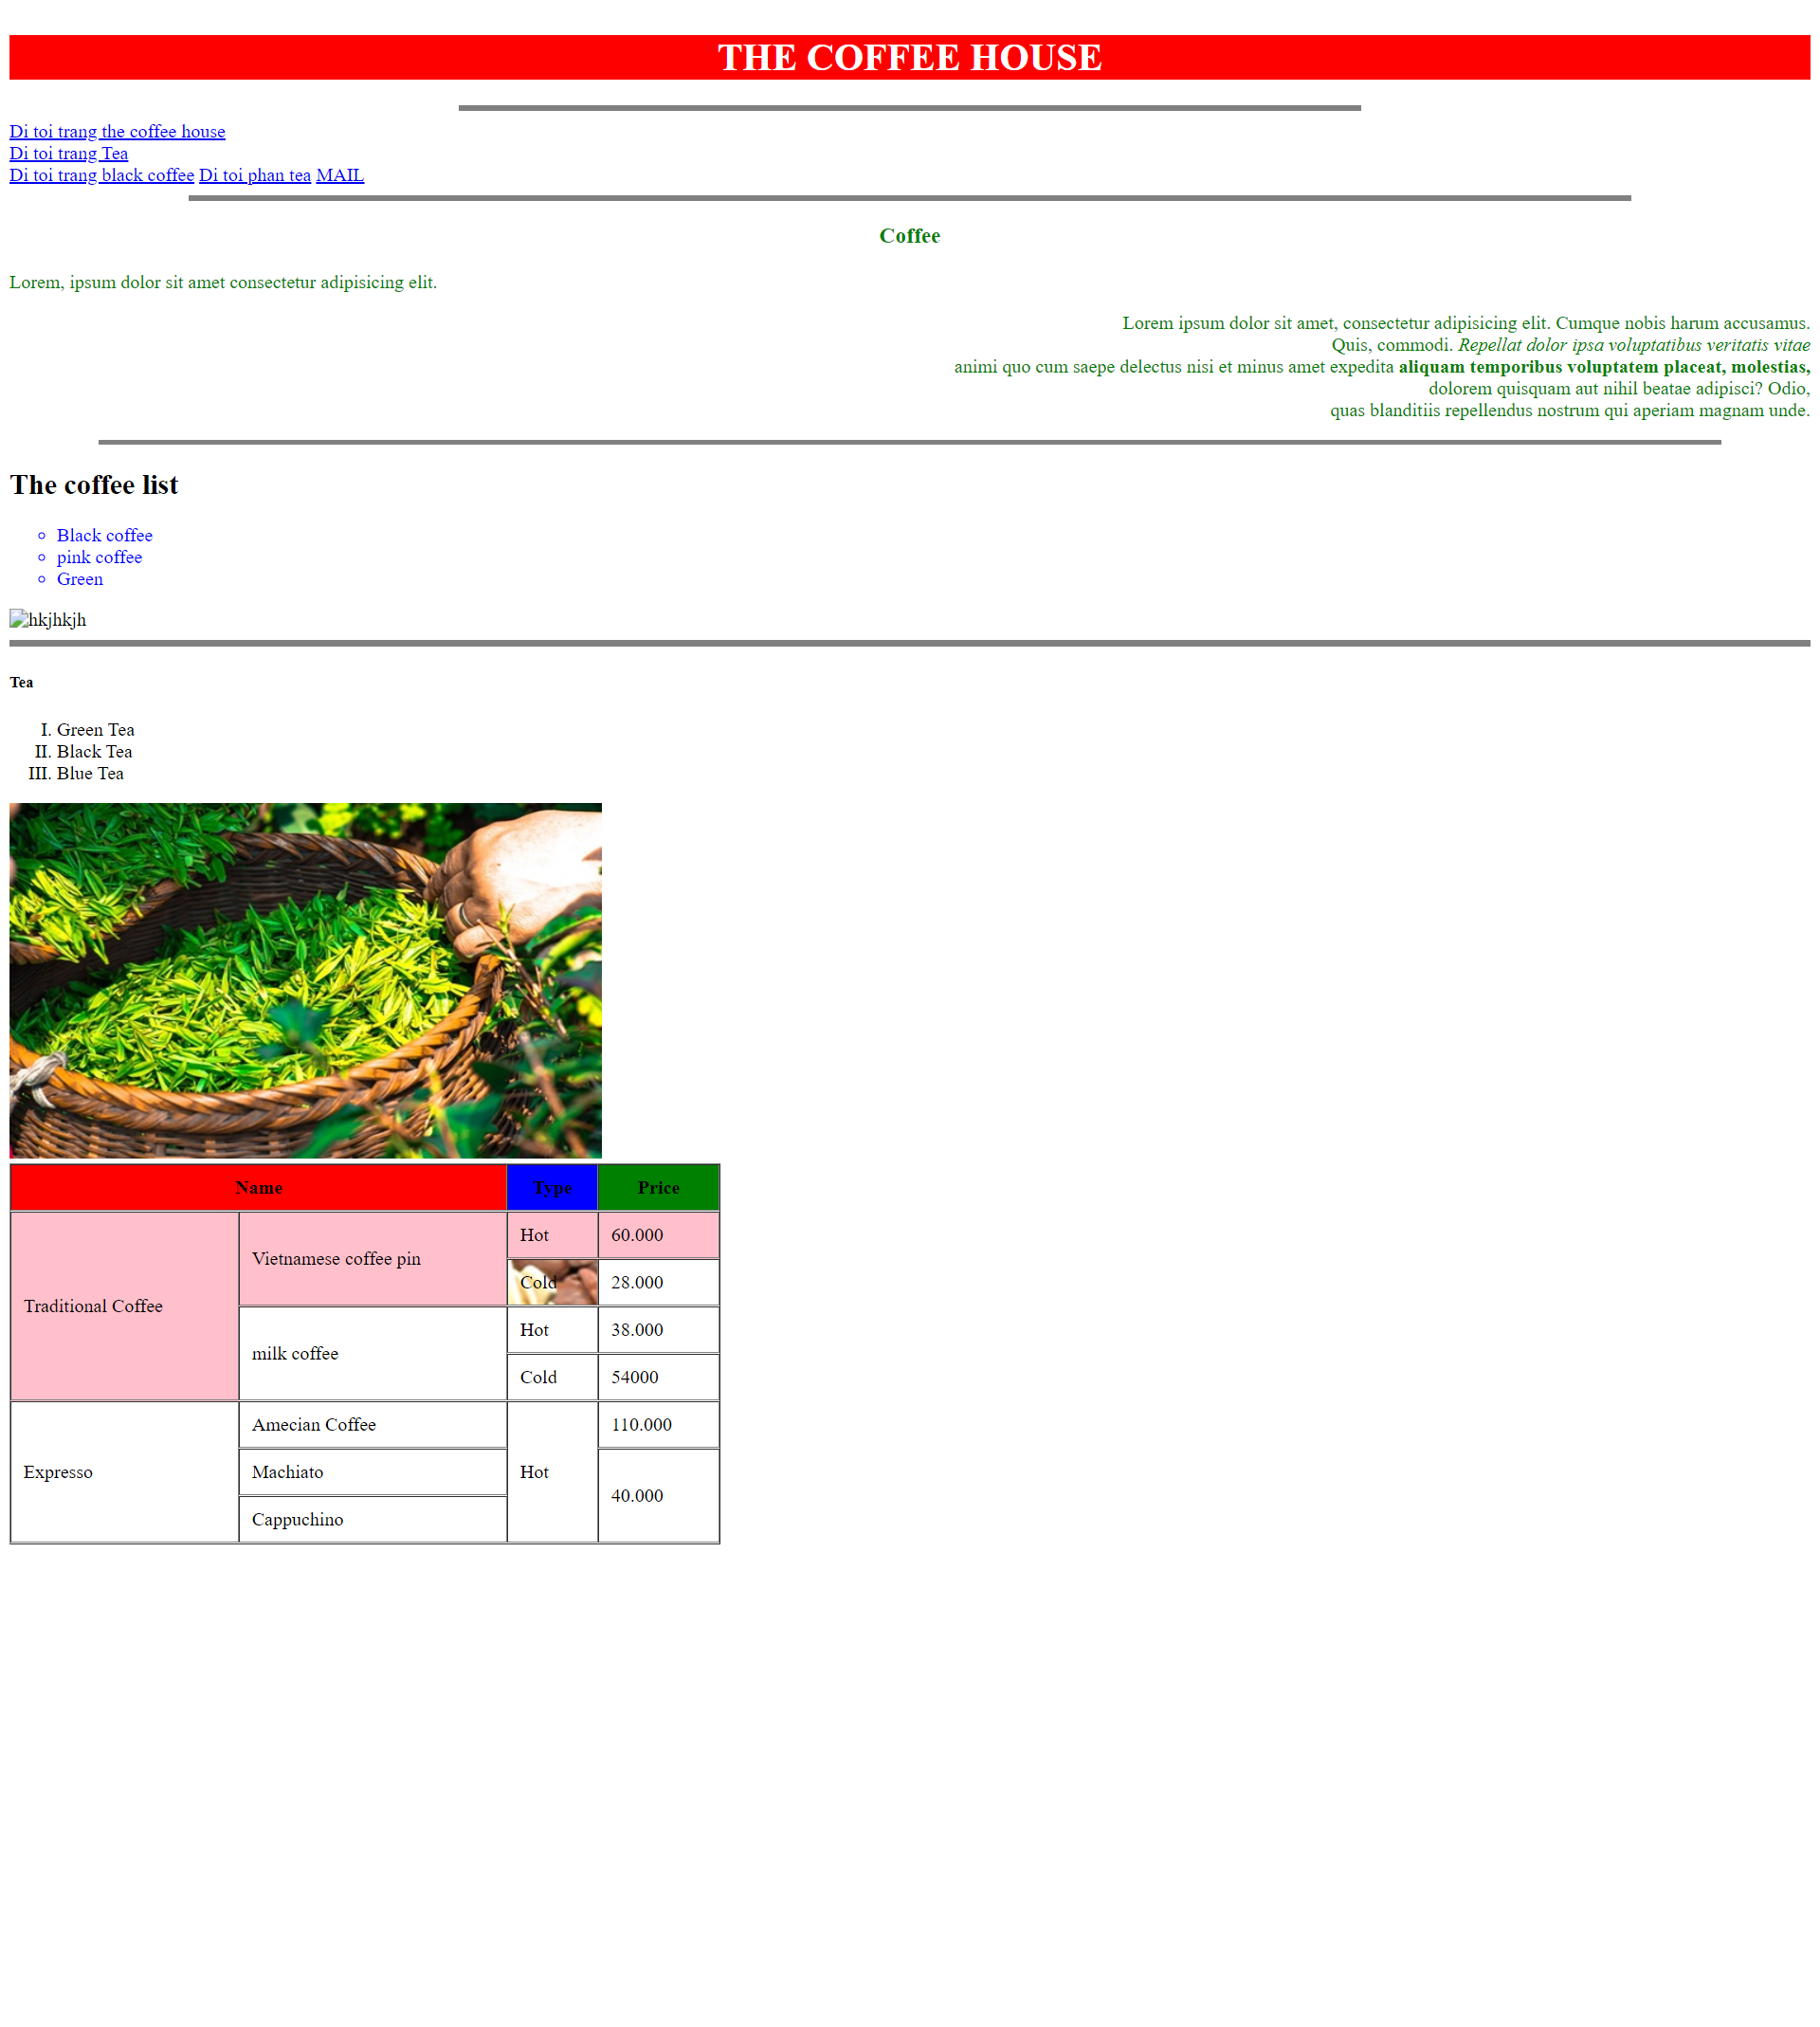 THE COFFEE HOUSE
Di toi trang the coffee house
Di toi trang Tea
Di toi trang black coffee Di toi phan tea MAIL
Coffee
Lorem, ipsum dolor sit amet consectetur adipisicing elit.
Lorem ipsum dolor sit amet, consectetur adipisicing elit. Cumque nobis harum accusamus.
Quis, commodi. Repellat dolor ipsa voluptatibus veritatis vitae
animi quo cum saepe delectus nisi et minus amet expedita aliquam temporibus voluptatem placeat, molestias,
dolorem quisquam aut nihil beatae adipisci? Odio,
quas blanditiis repellendus nostrum qui aperiam magnam unde.
The coffee list
Black coffee
pink coffee
Green
hkjhkjh
Tea
I. Green Tea
II. Black Tea
III. Blue Tea
Name Type Price
Traditional Coffee Vietnamese coffee pin Hot 60.000
Cold 28.000
milk coffee Hot 38.000
Cold 54000
Expresso Amecian Coffee Hot 110.000
Machiato 40.000
Cappuchino